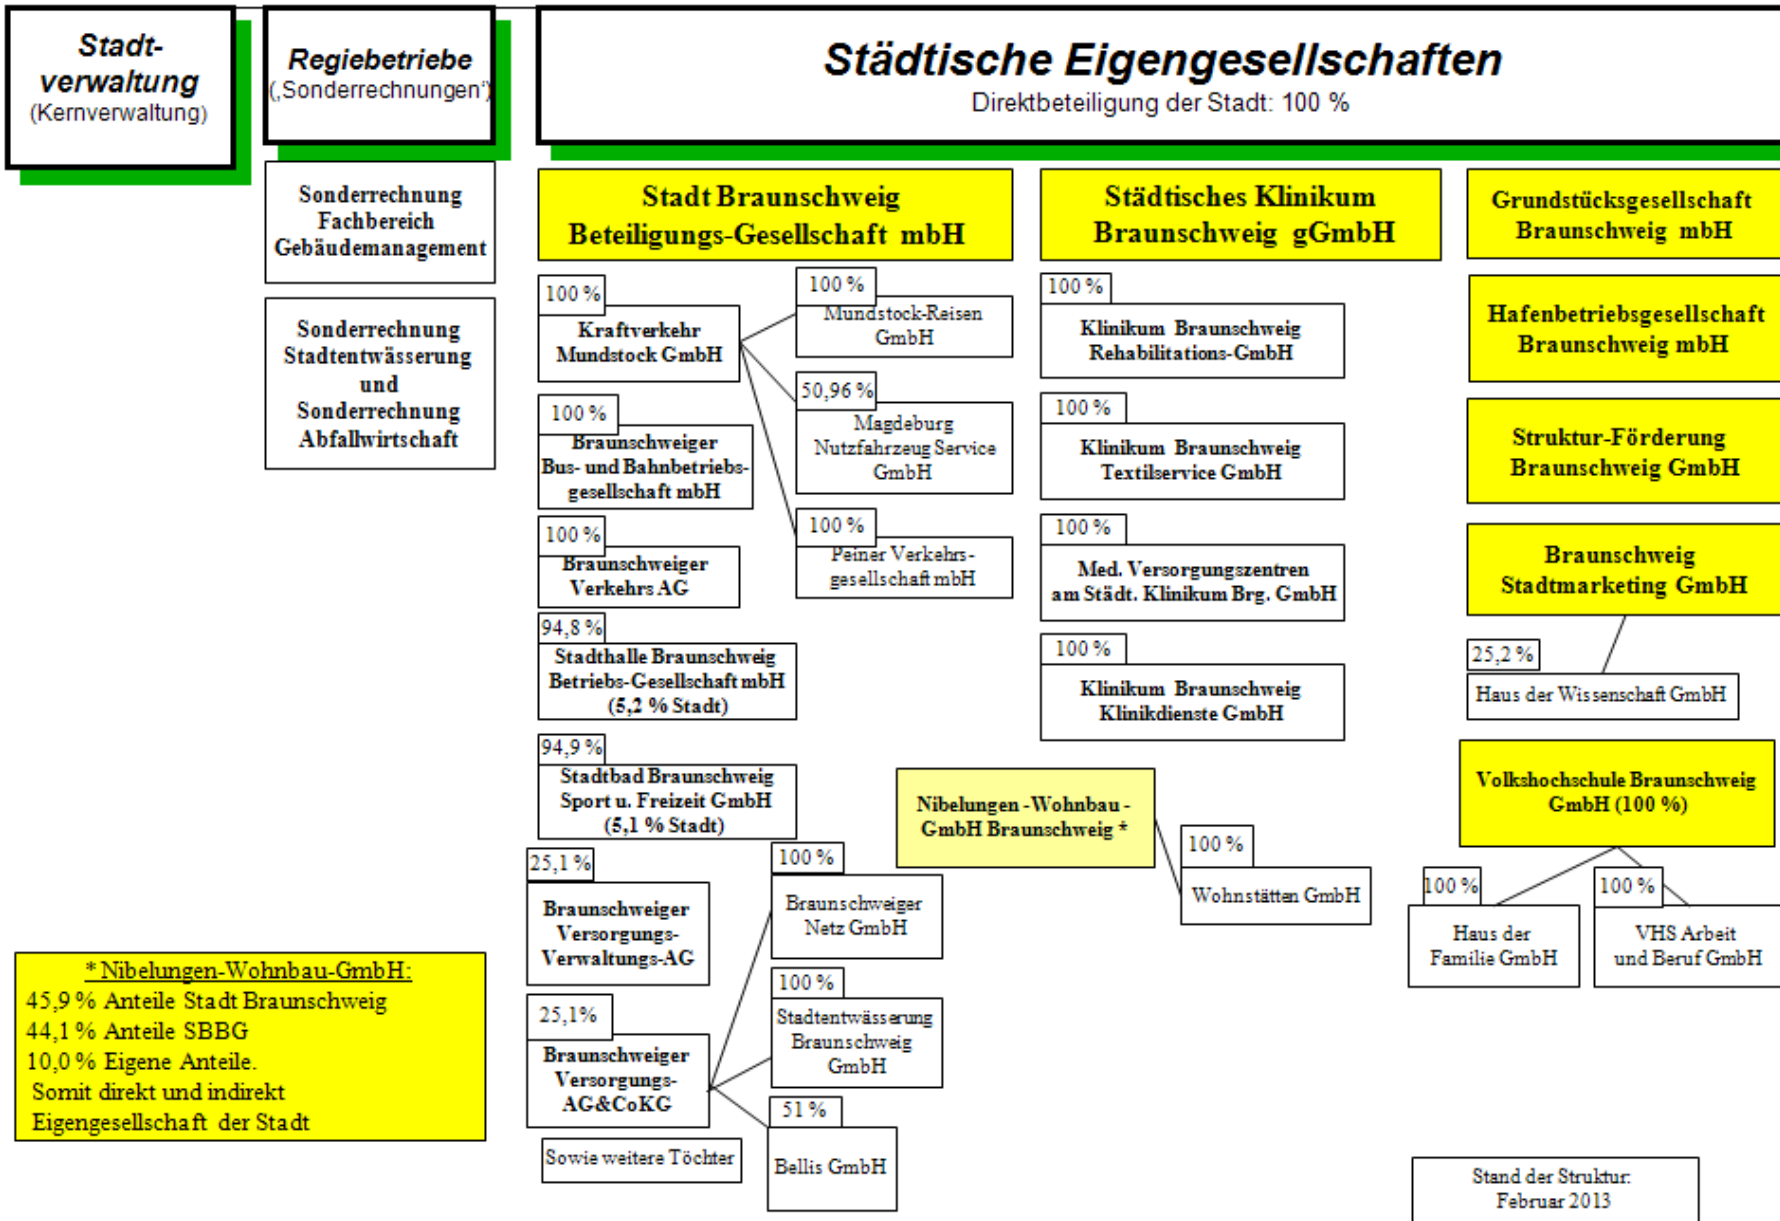 Stadt-
verwaltung
(Kernverwaltung)
Regiebetriebe
(‚Sonderrechnungen‘)
Städtische Eigengesellschaften
Direktbeteiligung der Stadt: 100 %
Sonderrechnung
Fachbereich
Gebäudemanagement
Sonderrechnung
Stadtentwässerung
und
Sonderrechnung
Abfallwirtschaft
Stadt Braunschweig
Beteiligungs-Gesellschaft mbH
100 %
Kraftverkehr
Mundstock GmbH
100 %
Mundstock-Reisen
GmbH
50,96 %
Magdeburg
Nutzfahrzeug Service
GmbH
100 %
Peiner Verkehrs-
gesellschaft mbH
100 %
Braunschweiger
Bus- und Bahnbetriebs-
gesellschaft mbH
100 %
Braunschweiger
Verkehrs AG
94,8 %
Stadthalle Braunschweig
Betriebs-Gesellschaft mbH
(5,2 % Stadt)
94,9 %
Stadtbad Braunschweig
Sport u. Freizeit GmbH
(5,1 % Stadt)
25,1 %
Braunschweiger
Versorgungs-
Verwaltungs-AG
25,1%
Braunschweiger
Versorgungs-
AG&CoKG
100 %
Braunschweiger
Netz GmbH
100 %
Stadtentwässerung
Braunschweig
GmbH
51 %
Bellis GmbH
Sowie weitere Töchter
Städtisches Klinikum
Braunschweig gGmbH
100 %
Klinikum Braunschweig
Rehabilitations-GmbH
100 %
Klinikum Braunschweig
Textilservice GmbH
100 %
Med. Versorgungszentren
am Städt. Klinikum Brg. GmbH
100 %
Klinikum Braunschweig
Klinikdienste GmbH
Nibelungen -Wohnbau -
GmbH Braunschweig *
100 %
Wohnstätten GmbH
Grundstücksgesellschaft
Braunschweig mbH
Hafenbetriebsgesellschaft
Braunschweig mbH
Struktur-Förderung
Braunschweig GmbH
Braunschweig
Stadtmarketing GmbH
25,2 %
Haus der Wissenschaft GmbH
Volkshochschule Braunschweig
GmbH (100 %)
100 %
Haus der
Familie GmbH
100 %
VHS Arbeit
und Beruf GmbH
* Nibelungen-Wohnbau-GmbH:
45,9 % Anteile Stadt Braunschweig
44,1 % Anteile SBBG
10,0 % Eigene Anteile.
Somit direkt und indirekt
Eigengesellschaft der Stadt
Stand der Struktur:
Februar 2013